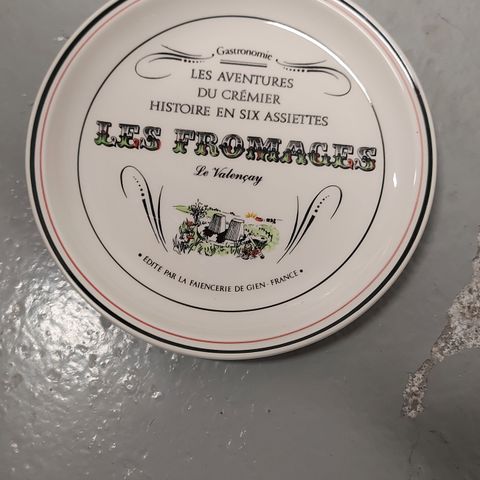 Gastronomie
LES AVENTURES
DU CRÉMIER
HISTOIRE EN SIX ASSIETTES
LES FROMAGES
Le Valençay
• ÉDITÉ PAR LA FAIENCERIE DE GIEN - FRANCE •